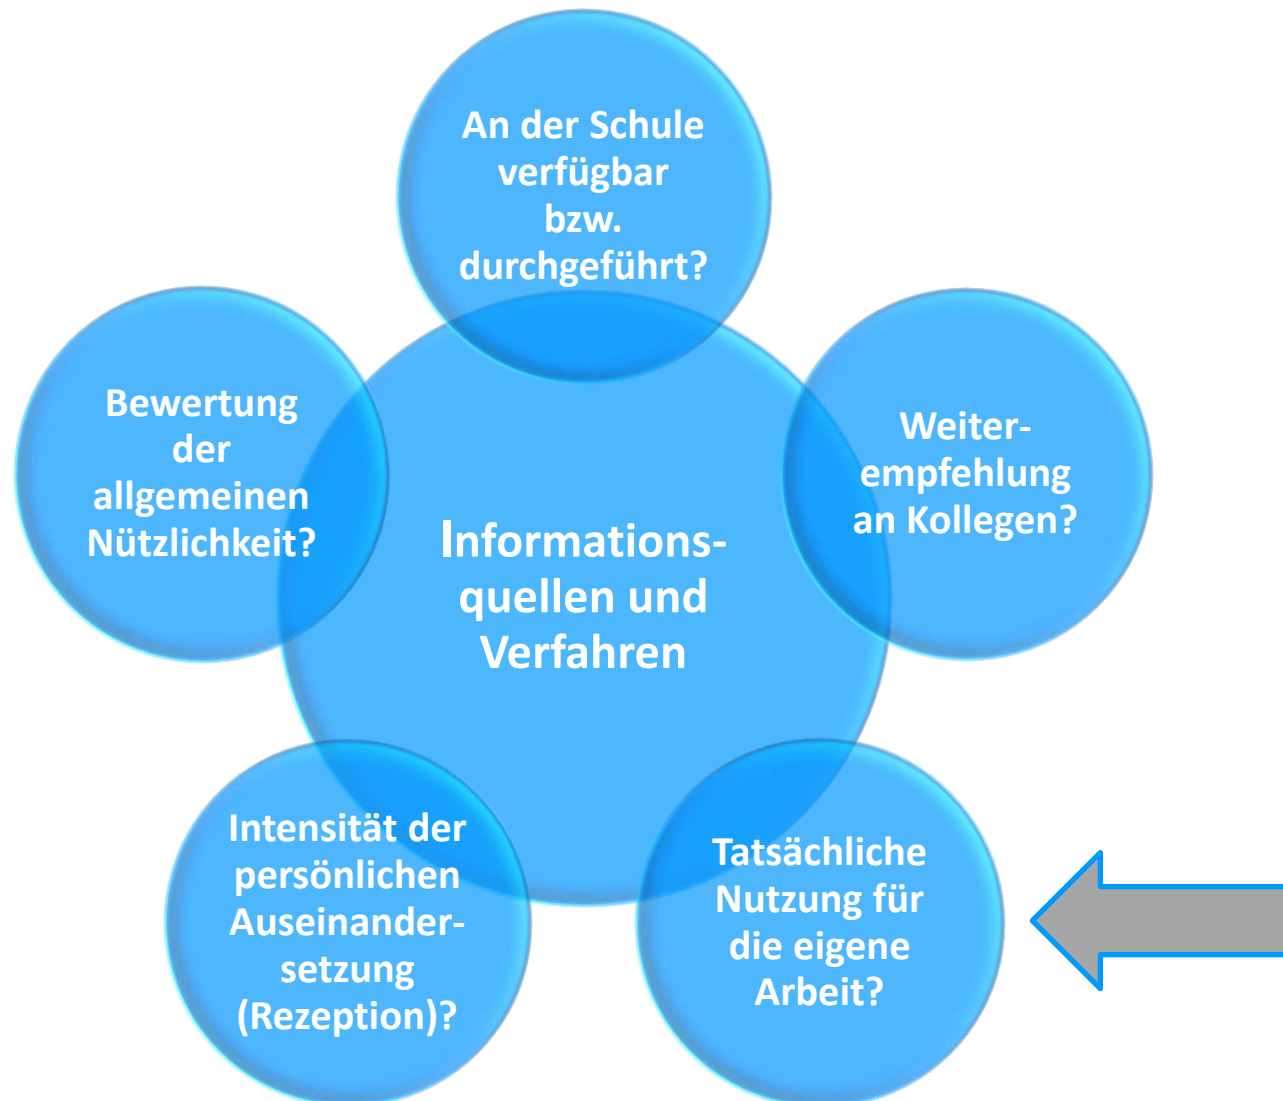 An der Schule
verfügbar
bzw.
durchgeführt?
Bewertung
der
allgemeinen
Nützlichkeit?
Weiter-
empfehlung
an Kollegen?
Informations-
quellen und
Verfahren
Intensität der
persönlichen
Auseinander-
setzung
(Rezeption)?
Tatsächliche
Nutzung für
die eigene
Arbeit?